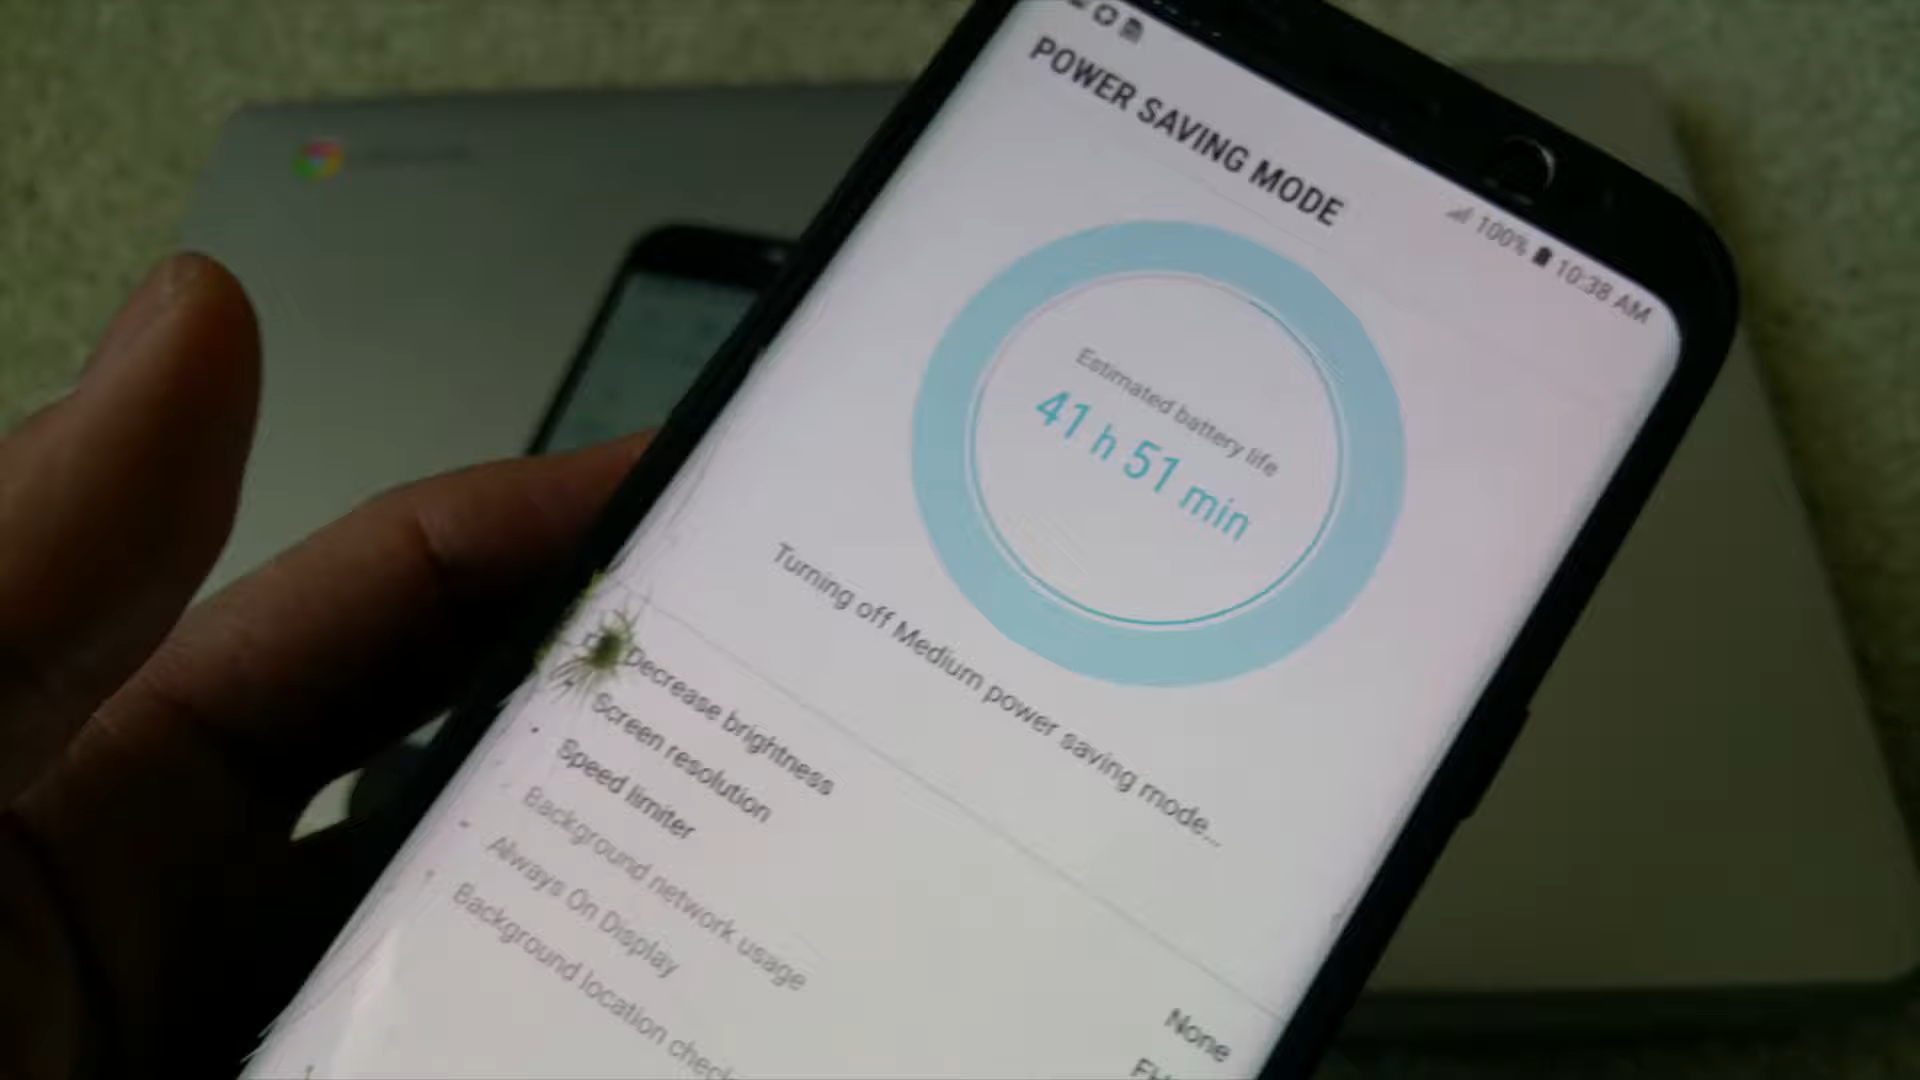 100% 10:38 AM
POWER SAVING MODE
Estimated battery life
41 h 51 min
Turning off Medium power saving mode...
Decrease brightness
None
Screen resolution
Speed limiter
Background network usage
Always On Display
Background location